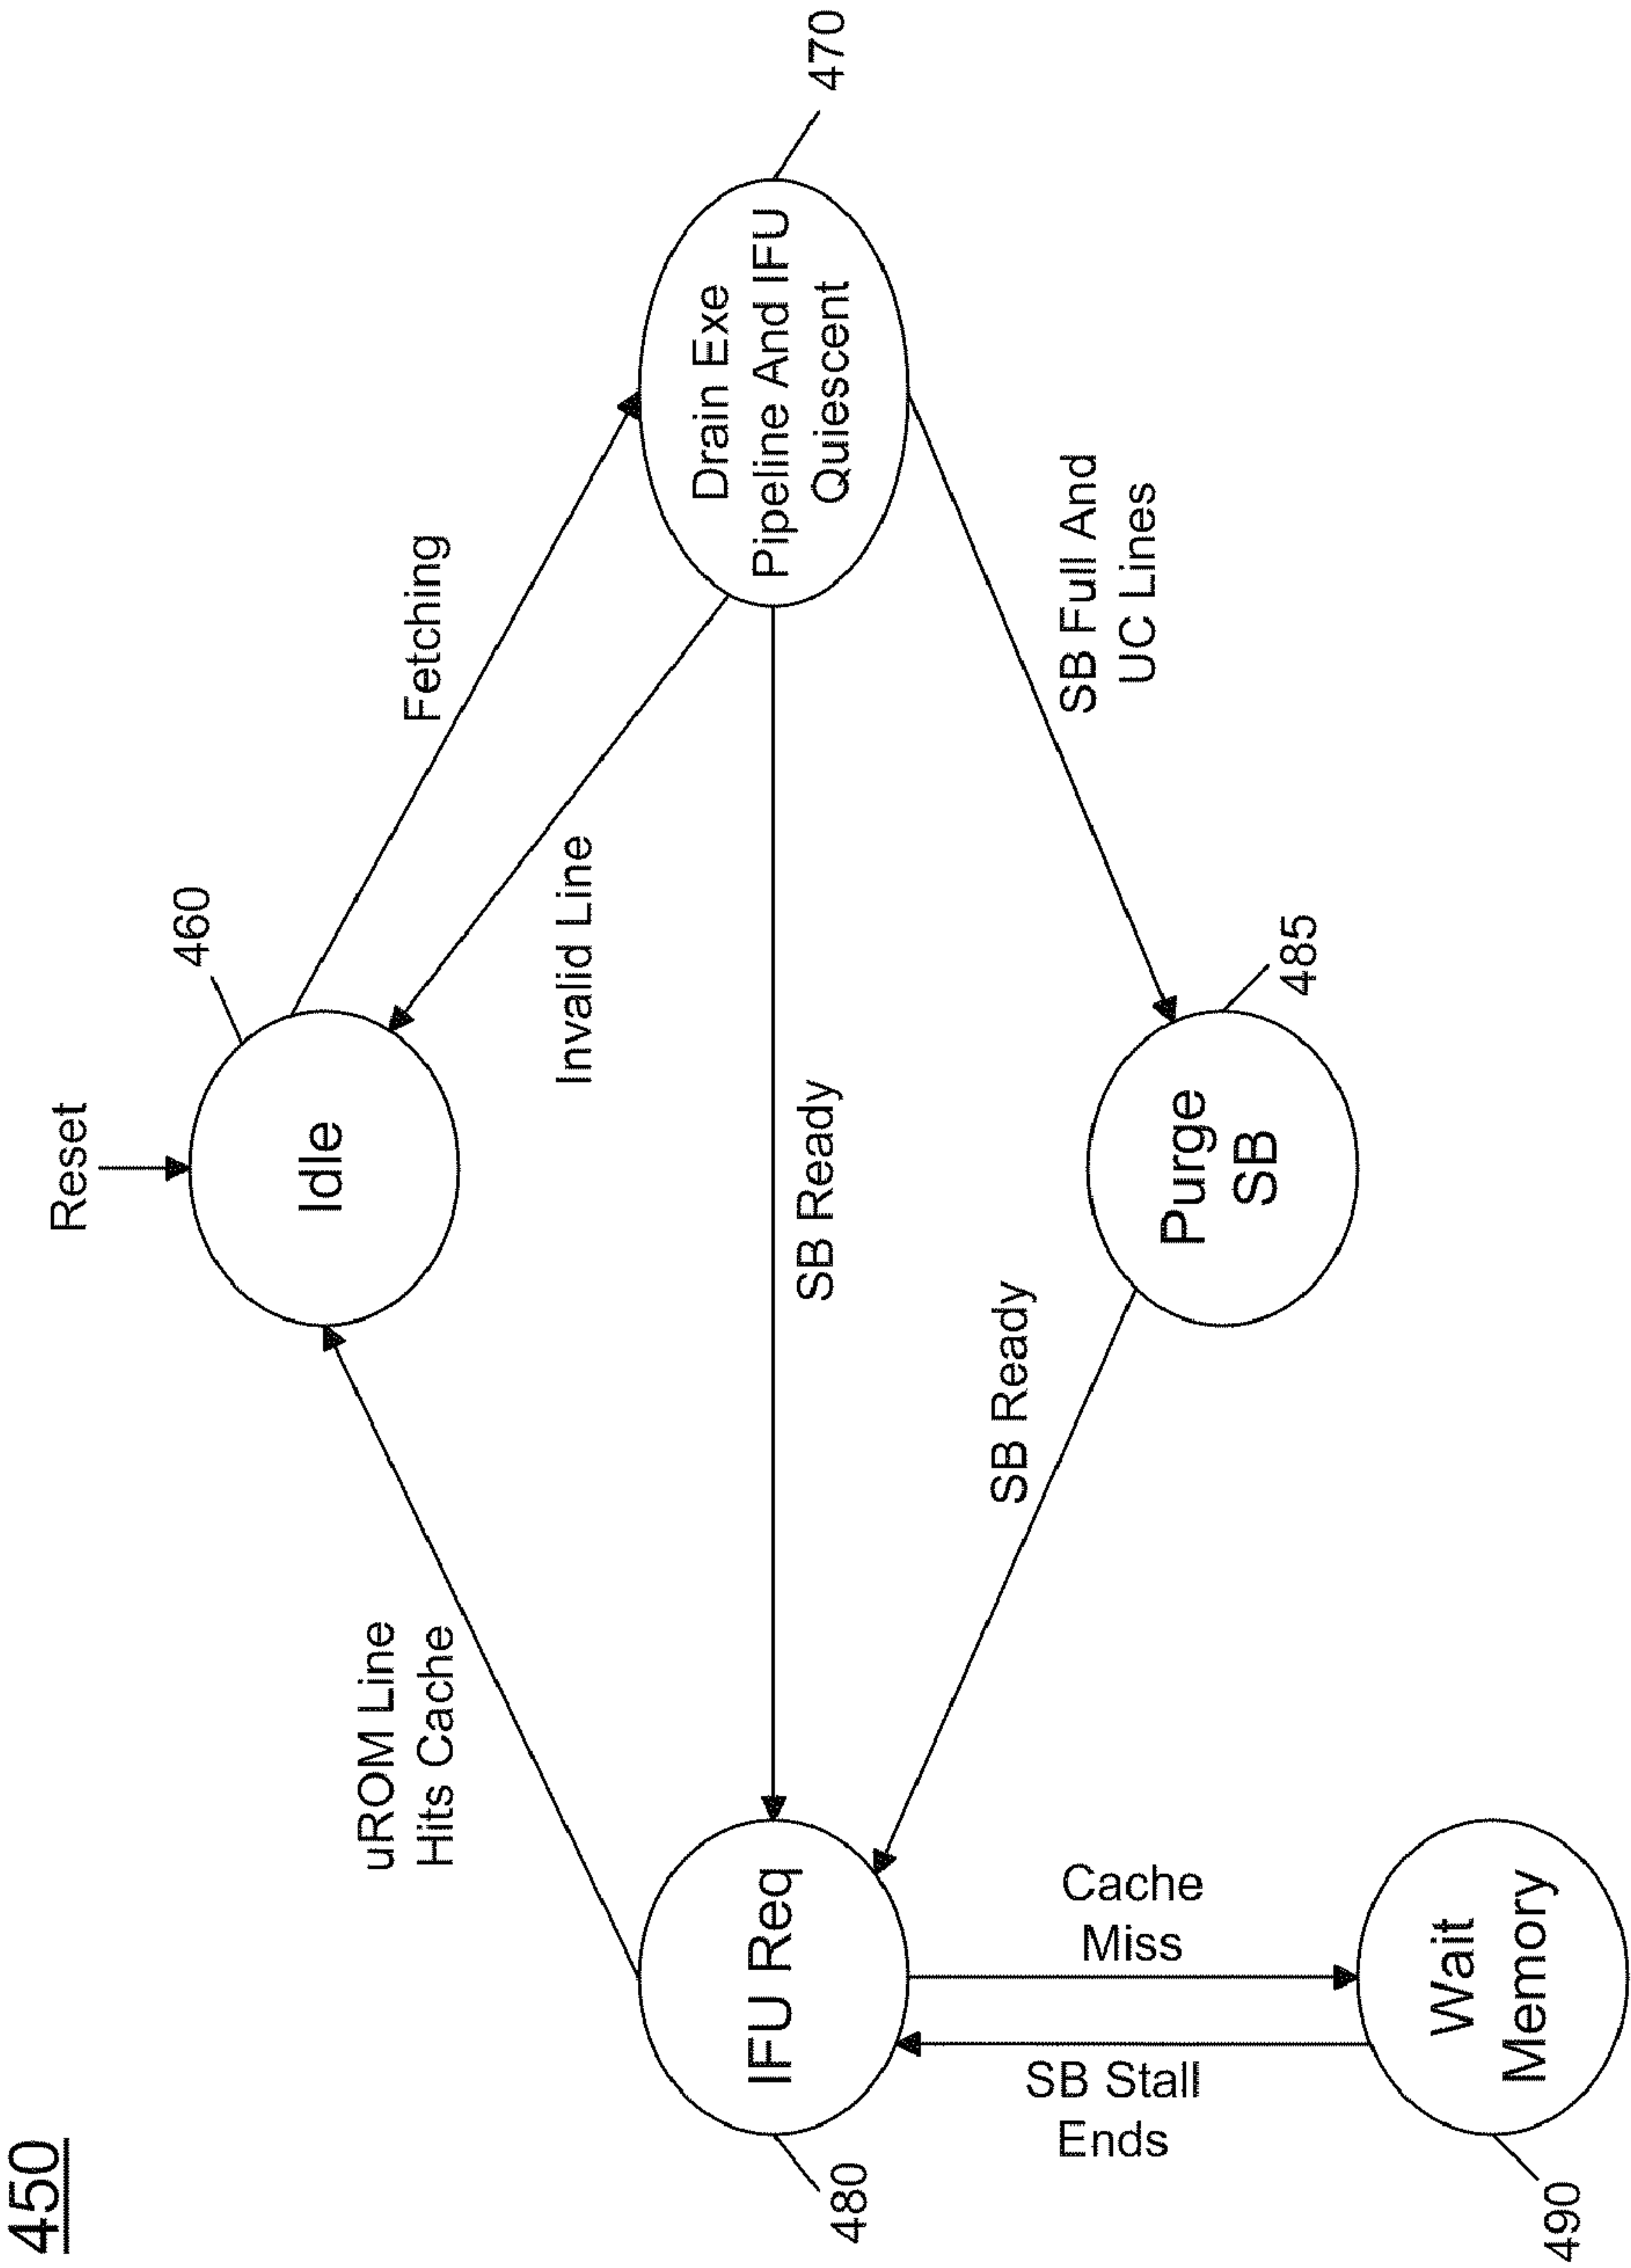 450
Reset
460
Idle
Fetching
Invalid Line
uROM Line
Hits Cache
470
Drain Exe
Pipeline And IFU
Quiescent
SB Ready
SB Full And
UC Lines
IFU Req
480
SB Ready
Purge
SB
485
Cache
Miss
SB Stall
Ends
Wait
Memory
490